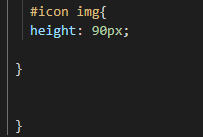 #icon img{
height: 90px;
}
}